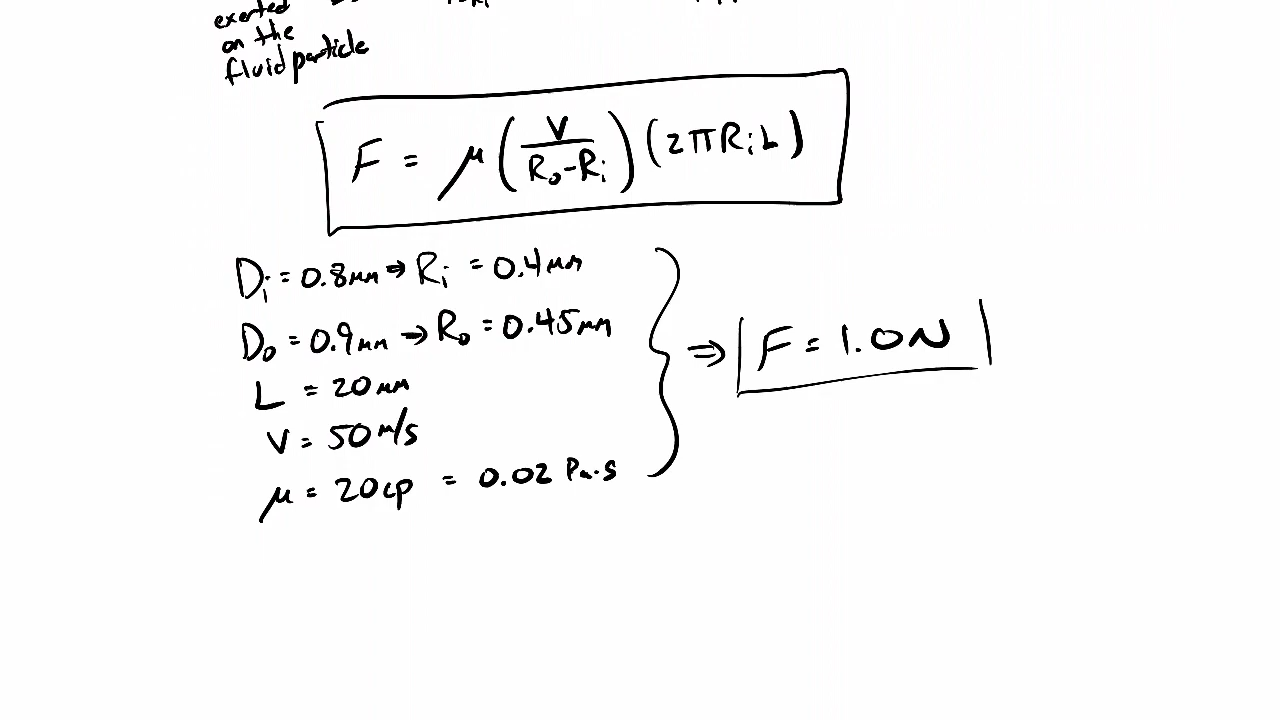 exerted
on the
fluid particle
F = μ (V / R₀-Rᵢ) (2πRᵢL)
Dᵢ = 0.8mm ⇒ Rᵢ = 0.4mm
D₀ = 0.9mm → R₀ = 0.45mm
L = 20mm
V = 50 m/s
μ = 20cp = 0.02 Pa·s
⇒ F = 1.0N